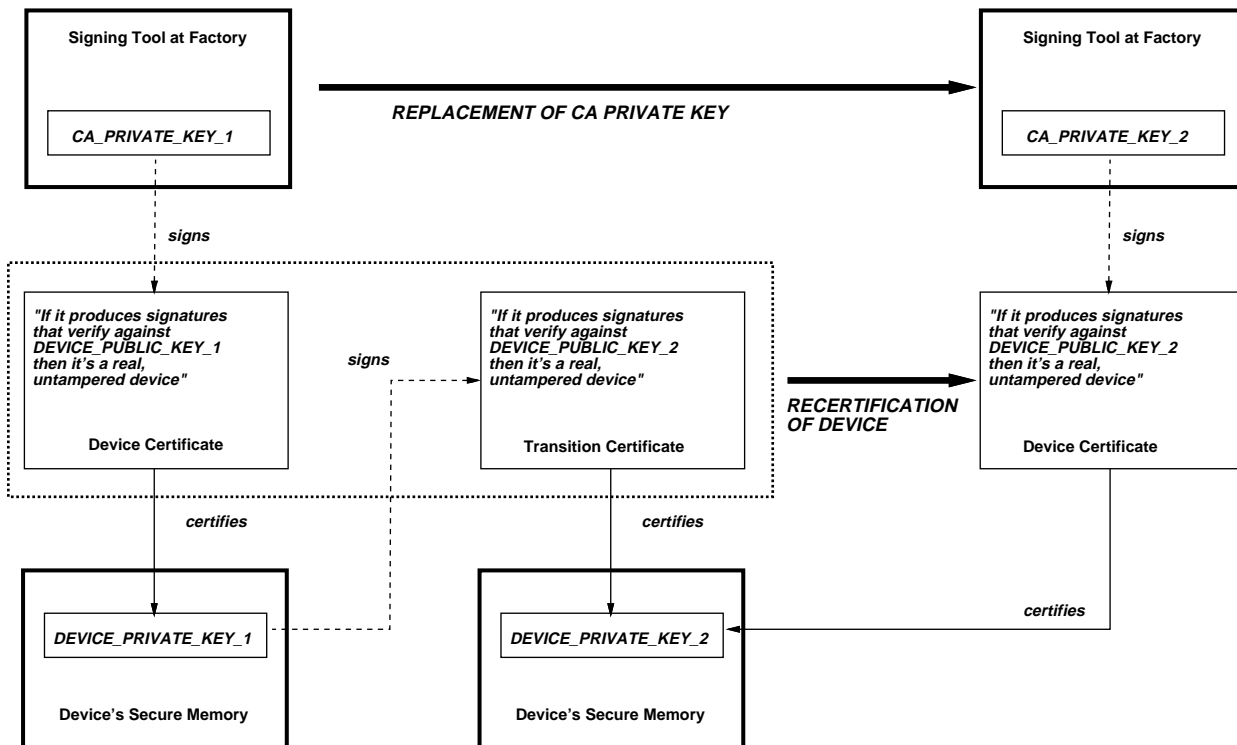 Signing Tool at Factory
CA_PRIVATE_KEY_1
REPLACEMENT OF CA PRIVATE KEY
Signing Tool at Factory
CA_PRIVATE_KEY_2
signs
signs
"If it produces signatures
that verify against
DEVICE_PUBLIC_KEY_1
then it's a real,
untampered device"
Device Certificate
signs
"If it produces signatures
that verify against
DEVICE_PUBLIC_KEY_2
then it's a real,
untampered device"
Transition Certificate
RECERTIFICATION
OF DEVICE
"If it produces signatures
that verify against
DEVICE_PUBLIC_KEY_2
then it's a real,
untampered device"
Device Certificate
certifies
certifies
certifies
DEVICE_PRIVATE_KEY_1
Device's Secure Memory
DEVICE_PRIVATE_KEY_2
Device's Secure Memory